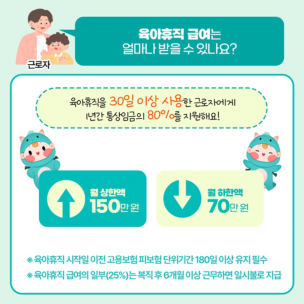 육아휴직 급여는
얼마나 받을 수 있나요?
근로자
육아휴직을 30일 이상 사용한 근로자에게
1년간 통상임금의 80%를 지원해요!
월 상한액
150만 원
월 하한액
70만 원
※ 육아휴직 시작일 이전 고용보험 피보험 단위기간 180일 이상 유지 필수
※ 육아휴직 급여의 일부(25%)는 복직 후 6개월 이상 근무하면 일시불로 지급